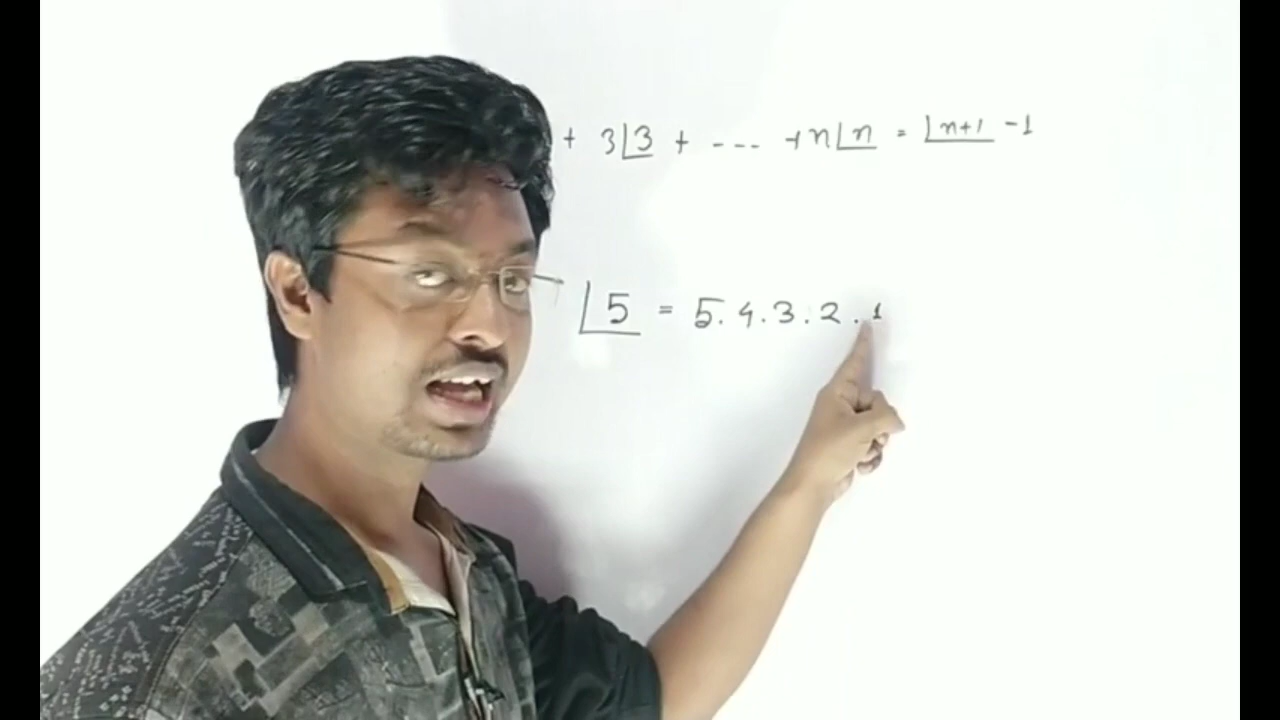 + 3|3 + --- + n|n = |n+1 -1
|5 = 5.4.3.2.1